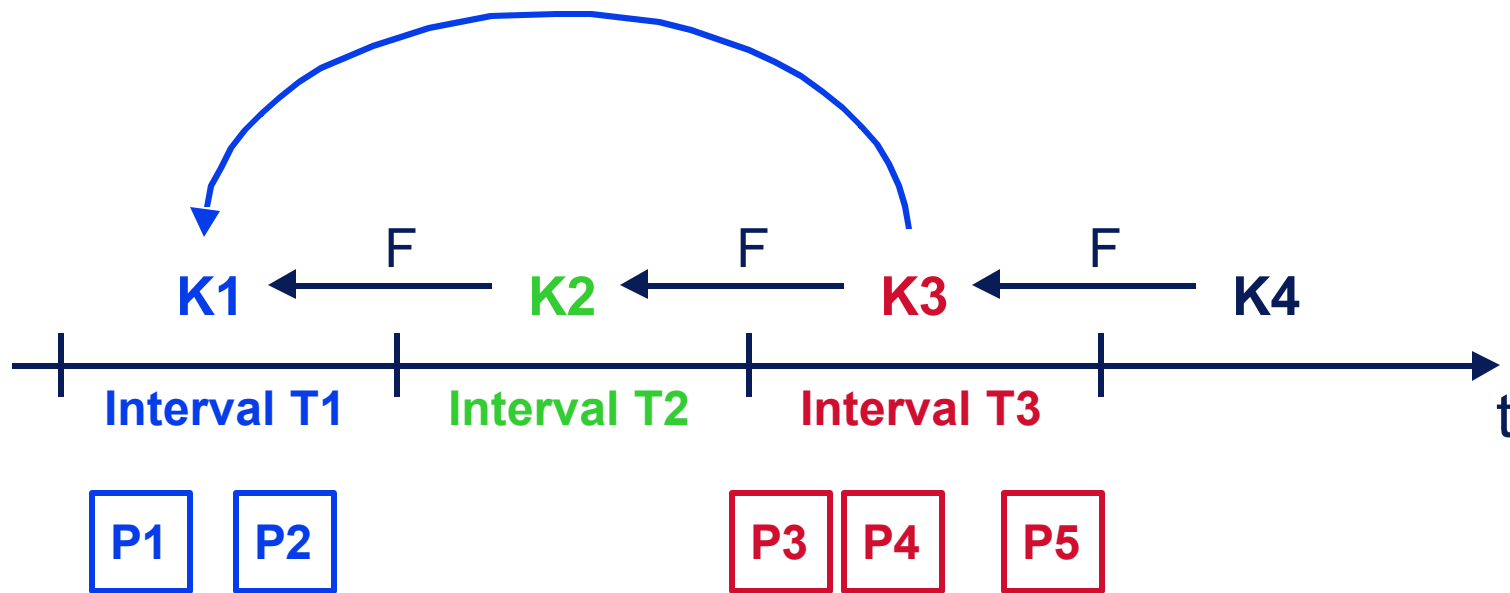 F F F
K1 K2 K3 K4
Interval T1 Interval T2 Interval T3
t
P1 P2 P3 P4 P5